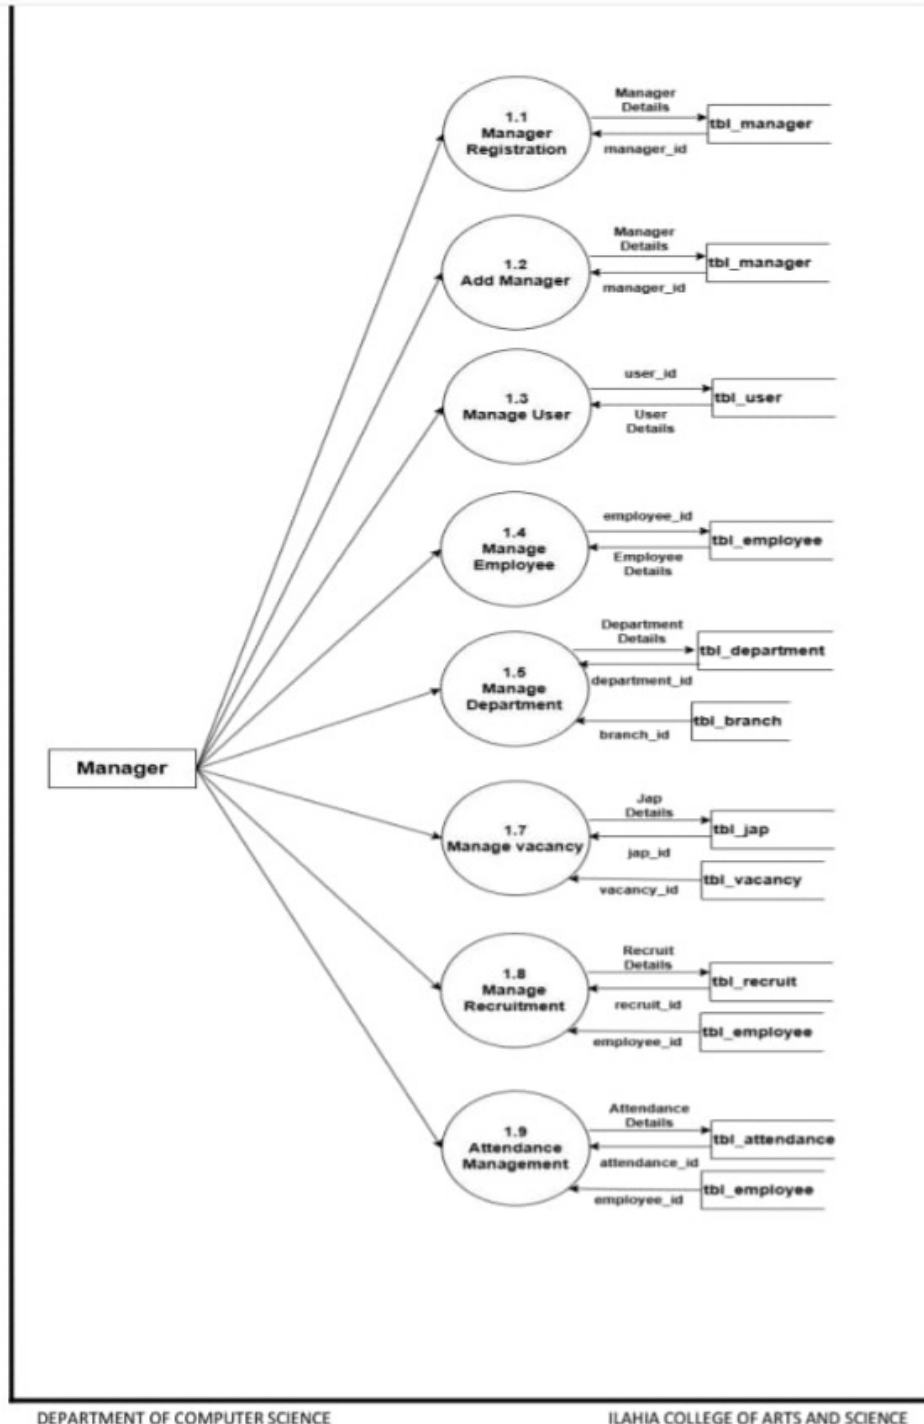 Manager
Details
1.1
Manager
Registration
tbl_manager
manager_id
Manager
Details
1.2
Add Manager
tbl_manager
manager_id
user_id
1.3
Manage User
tbl_user
User
Details
employee_id
1.4
Manage
Employee
tbl_employee
Employee
Details
Department
Details
tbl_department
1.5
Manage
Department
department_id
tbl_branch
branch_id
Manager
Jap
Details
1.7
Manage vacancy
tbl_jap
jap_id
tbl_vacancy
vacancy_id
Recruit
Details
1.8
Manage
Recruitment
tbl_recruit
recruit_id
tbl_employee
employee_id
Attendance
Details
1.9
Attendance
Management
tbl_attendance
attendance_id
tbl_employee
employee_id
DEPARTMENT OF COMPUTER SCIENCE
ILAHIA COLLEGE OF ARTS AND SCIENCE